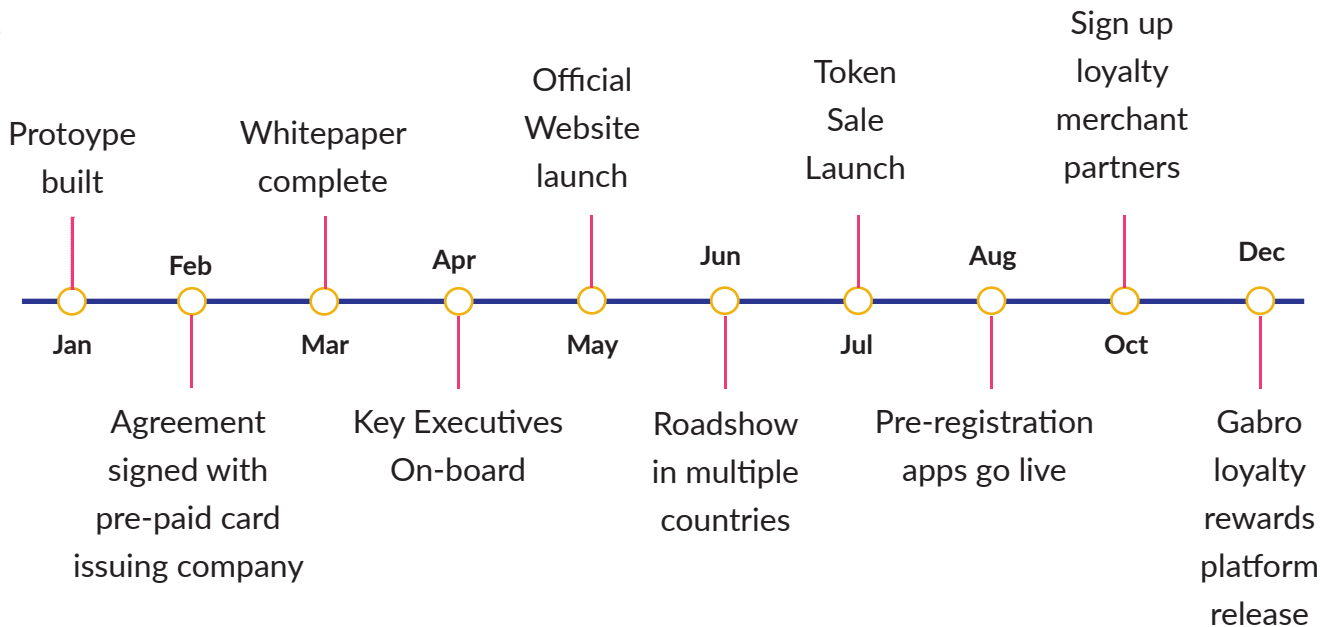 Protoype
built
Jan
Feb
Agreement
signed with
pre-paid card
issuing company
Whitepaper
complete
Mar
Apr
Key Executives
On-board
Official
Website
launch
May
Jun
Roadshow
in multiple
countries
Token
Sale
Launch
Jul
Aug
Pre-registration
apps go live
Sign up
loyalty
merchant
partners
Oct
Dec
Gabro
loyalty
rewards
platform
release